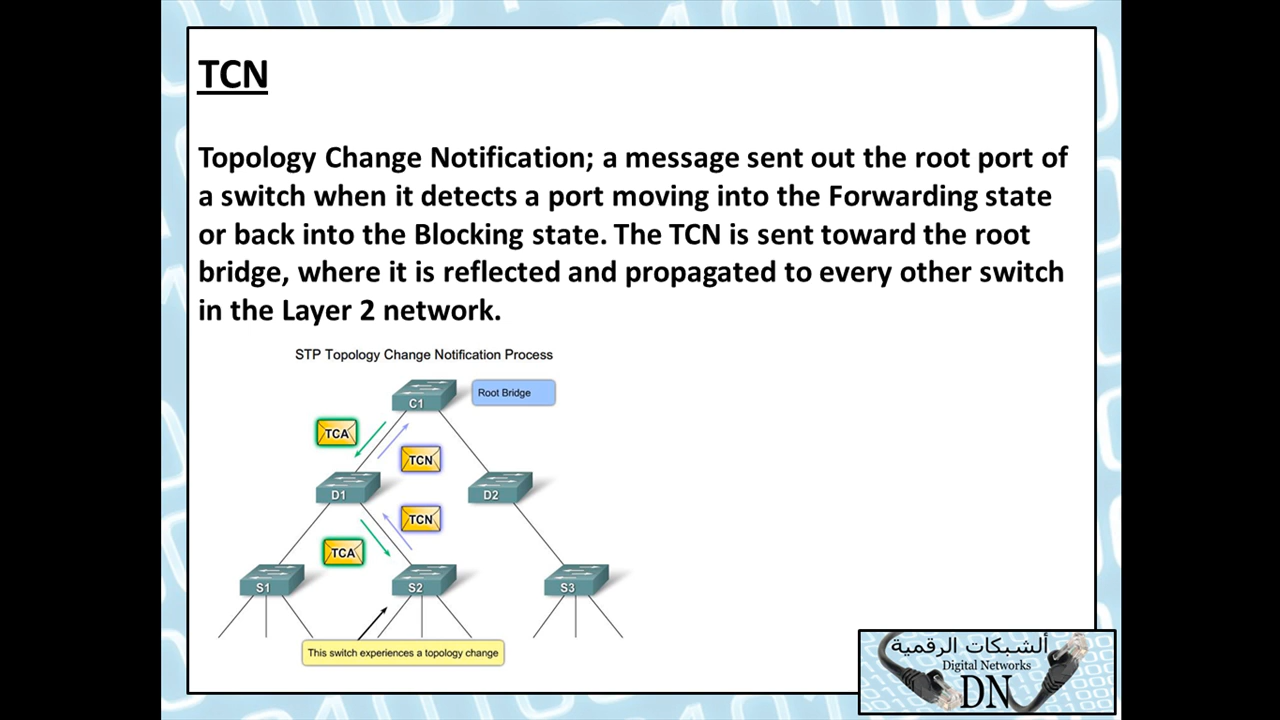 TCN
Topology Change Notification; a message sent out the root port of
a switch when it detects a port moving into the Forwarding state
or back into the Blocking state. The TCN is sent toward the root
bridge, where it is reflected and propagated to every other switch
in the Layer 2 network.
STP Topology Change Notification Process
C1
Root Bridge
TCA
TCN
D1
D2
TCN
TCA
S1
S2
S3
This switch experiences a topology change
ألشبكات الرقمية
Digital Networks
DN